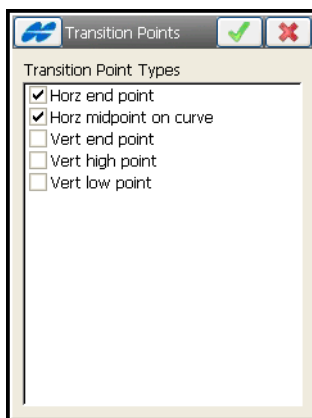 Transition Points
Transition Point Types
Horz end point
Horz midpoint on curve
Vert end point
Vert high point
Vert low point